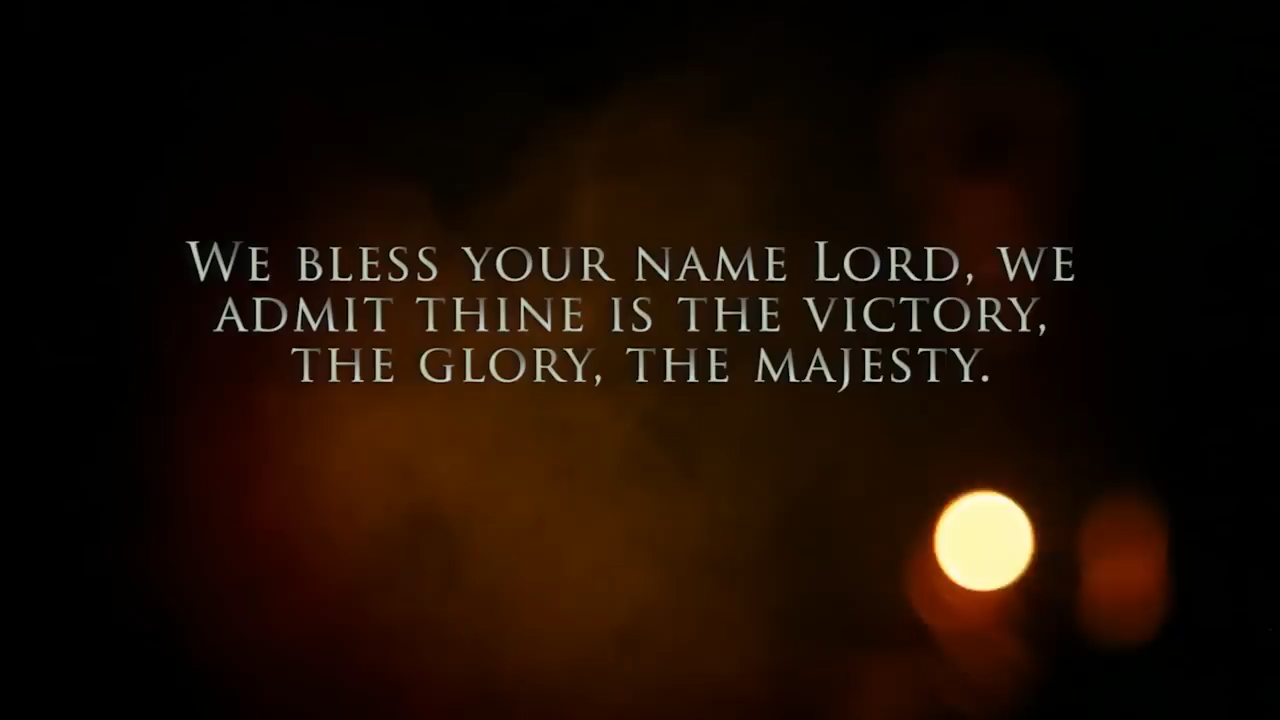 We bless your name Lord, we
admit thine is the victory,
the glory, the majesty.